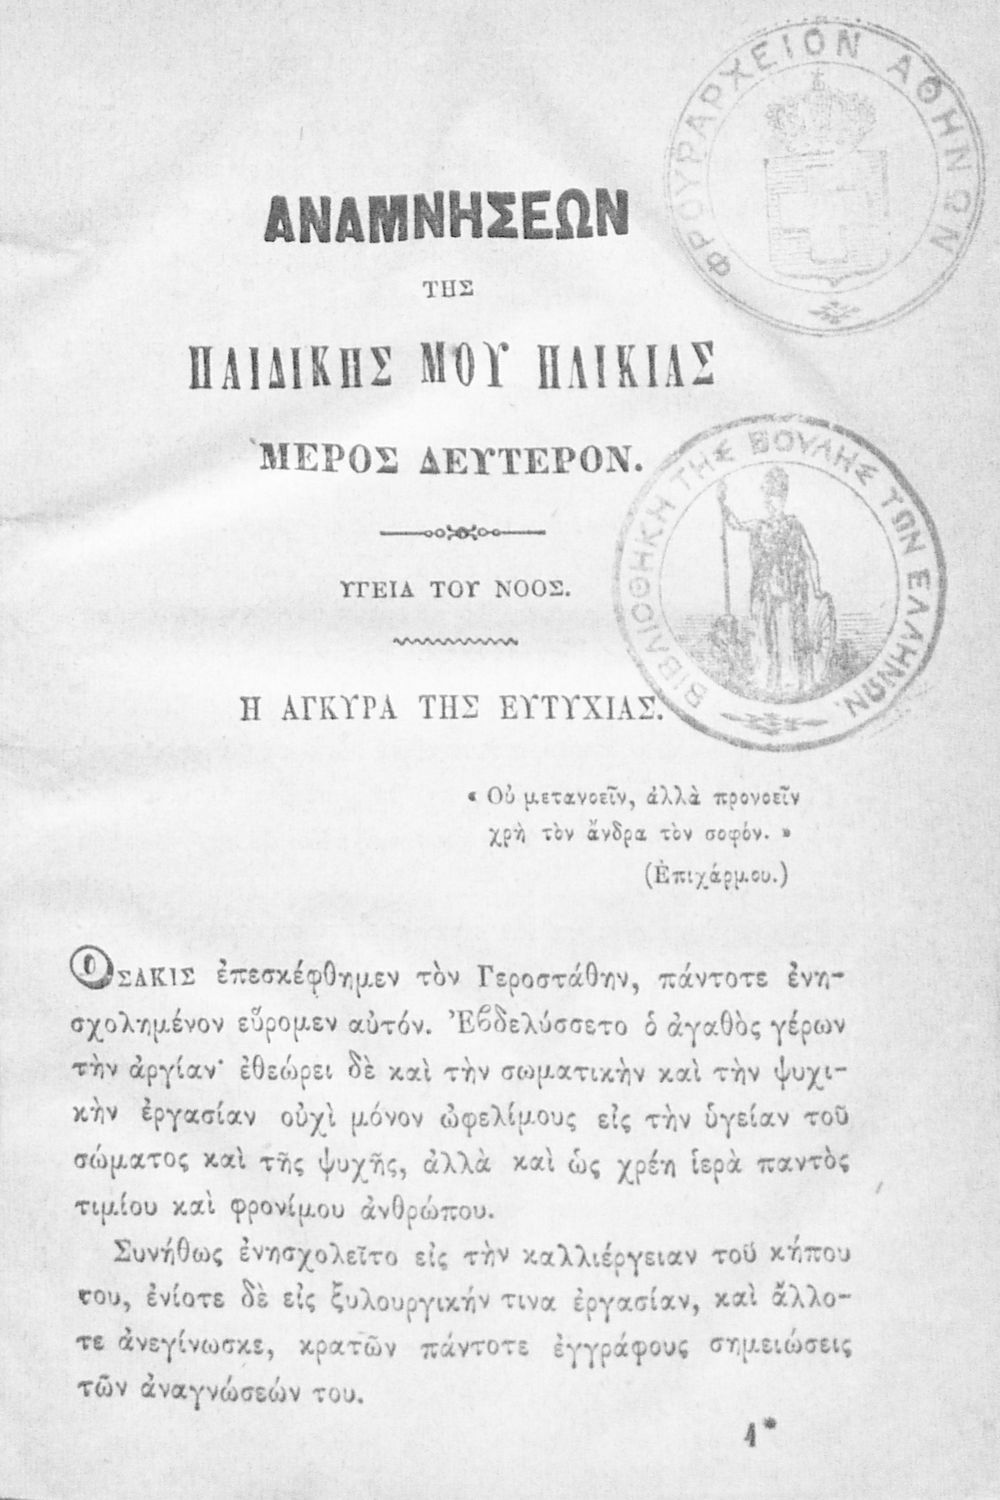 ΦΡΟΥΡΑΡΧΕΙΟΝ ΑΘΗΝΩΝ
ΑΝΑΜΝΗΣΕΩΝ
ΤΗΣ
ΠΑΙΔΙΚΗΣ ΜΟΥ ΗΛΙΚΙΑΣ
ΜΕΡΟΣ ΔΕΥΤΕΡΟΝ.
ΒΙΒΛΙΟΘΗΚΗ ΤΗΣ ΒΟΥΛΗΣ ΤΩΝ ΕΛΛΗΝΩΝ.
ΥΓΕΙΑ ΤΟΥ ΝΟΟΣ.
Η ΑΓΚΥΡΑ ΤΗΣ ΕΥΤΥΧΙΑΣ.
« Οὐ μετανοεῖν, ἀλλὰ προνοεῖν
χρὴ τὸν ἄνδρα τὸν σοφόν. »
(Ἐπιχάρμου.)
ΟΣΑΚΙΣ ἐπεσκέφθημεν τὸν Γεροστάθην, πάντοτε ἐνη-
σχολημένον εὕρομεν αὐτόν. Ἐβδελύσσετο ὁ ἀγαθὸς γέρων
τὴν ἀργίαν· ἐθεώρει δὲ καὶ τὴν σωματικὴν καὶ τὴν ψυχι-
κὴν ἐργασίαν οὐχὶ μόνον ὠφελίμους εἰς τὴν ὑγείαν τοῦ
σώματος καὶ τῆς ψυχῆς, ἀλλὰ καὶ ὡς χρέη ἱερὰ παντὸς
τιμίου καὶ φρονίμου ἀνθρώπου.
Συνήθως ἐνησχολεῖτο εἰς τὴν καλλιέργειαν τοῦ κήπου
του, ἐνίοτε δὲ εἰς ξυλουργικήν τινα ἐργασίαν, καὶ ἄλλο-
τε ἀνεγίνωσκε, κρατῶν πάντοτε ἐγγράφους σημειώσεις
τῶν ἀναγνώσεών του.
1*